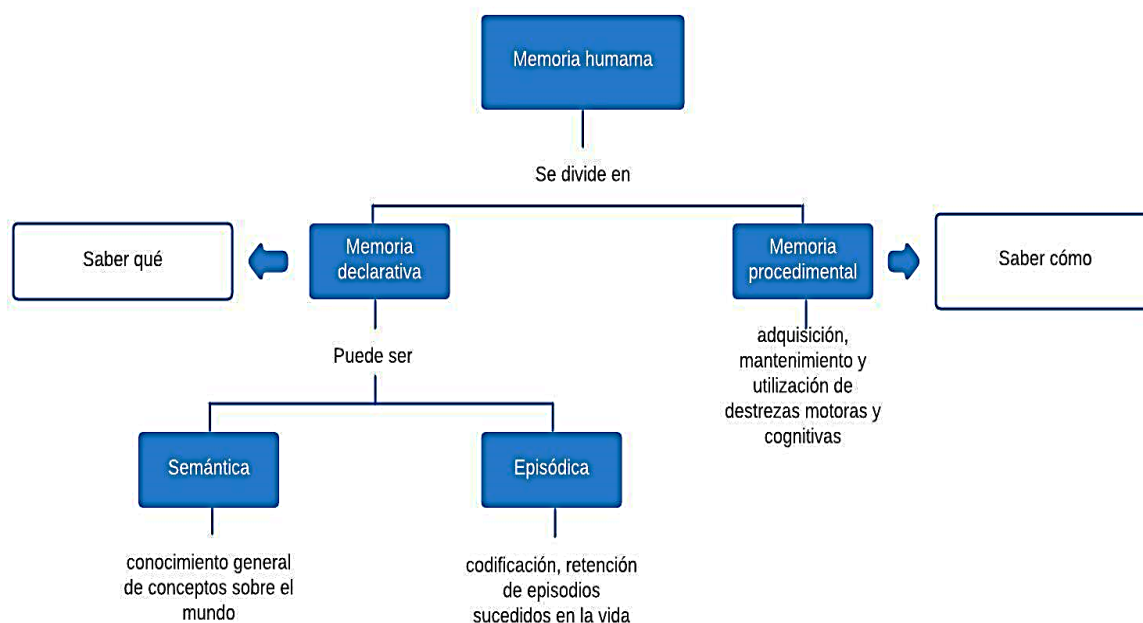 Memoria humama
Se divide en
Saber qué
Memoria
declarativa
Memoria
procedimental
Saber cómo
Puede ser
adquisición,
mantenimiento y
utilización de
destrezas motoras y
cognitivas
Semántica
Episódica
conocimiento general
de conceptos sobre el
mundo
codificación, retención
de episodios
sucedidos en la vida